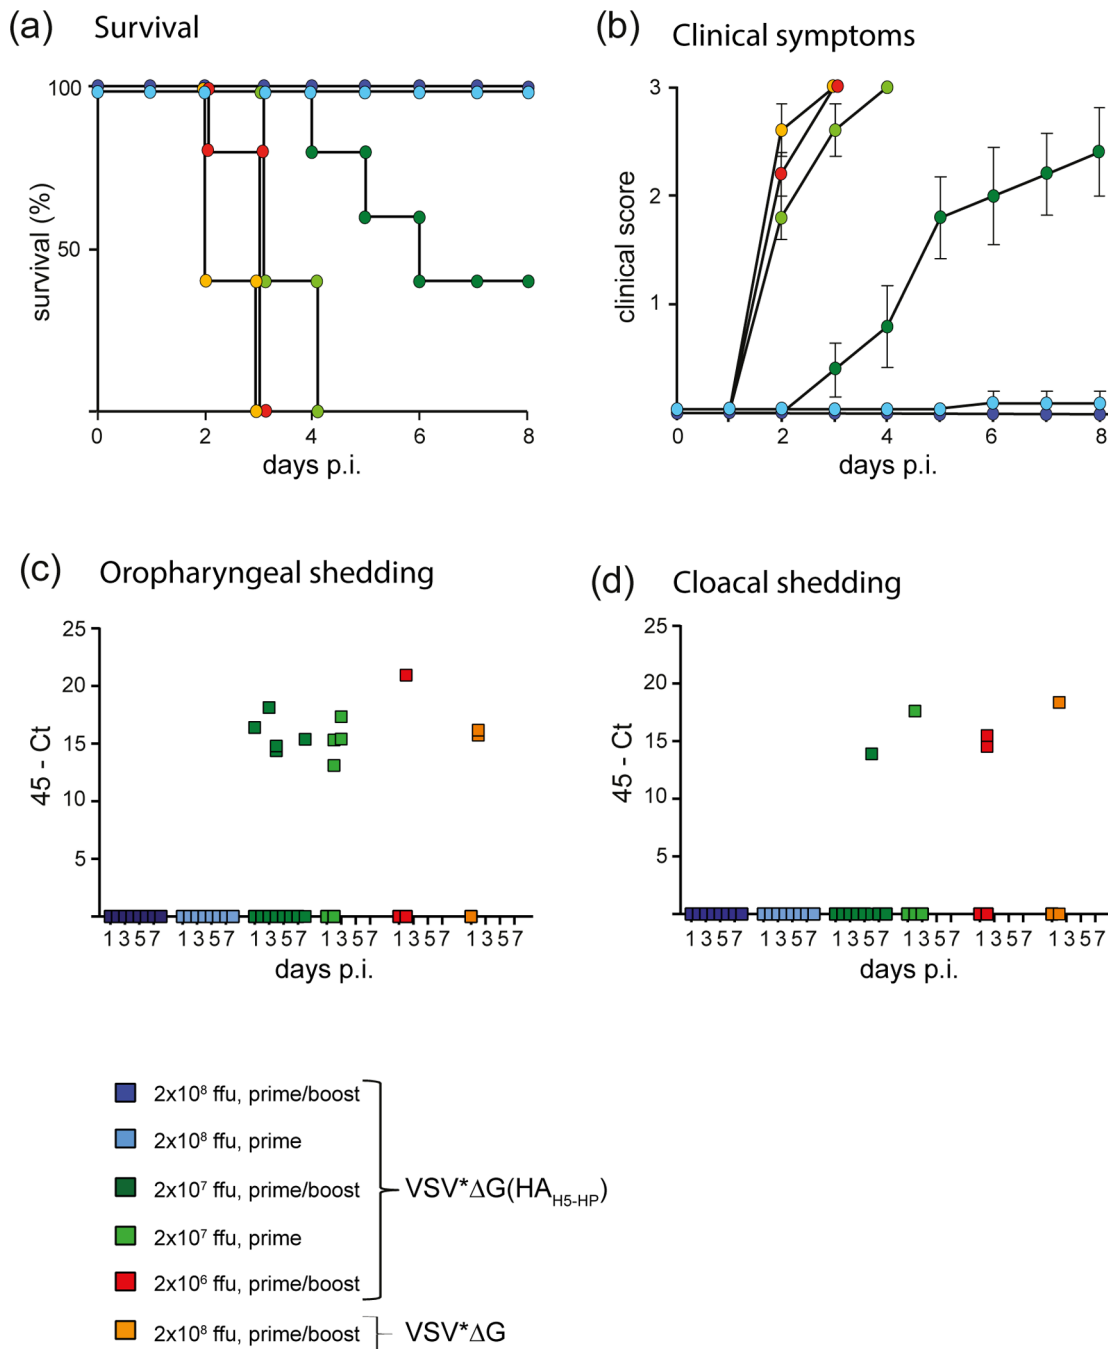 (a) Survival
100
50
survival (%)
0 2 4 6 8
days p.i.
(b) Clinical symptoms
3
2
1
clinical score
0 2 4 6 8
days p.i.
(c) Oropharyngeal shedding
25
20
15
10
5
45 - Ct
1 3 5 7 1 3 5 7 1 3 5 7 1 3 5 7 1 3 5 7 1 3 5 7
days p.i.
(d) Cloacal shedding
25
20
15
10
5
45 - Ct
1 3 5 7 1 3 5 7 1 3 5 7 1 3 5 7 1 3 5 7 1 3 5 7
days p.i.
2x10⁸ ffu, prime/boost
2x10⁸ ffu, prime
2x10⁷ ffu, prime/boost
2x10⁷ ffu, prime
2x10⁶ ffu, prime/boost
VSV*ΔG(HA_H5-HP)
2x10⁸ ffu, prime/boost
VSV*ΔG